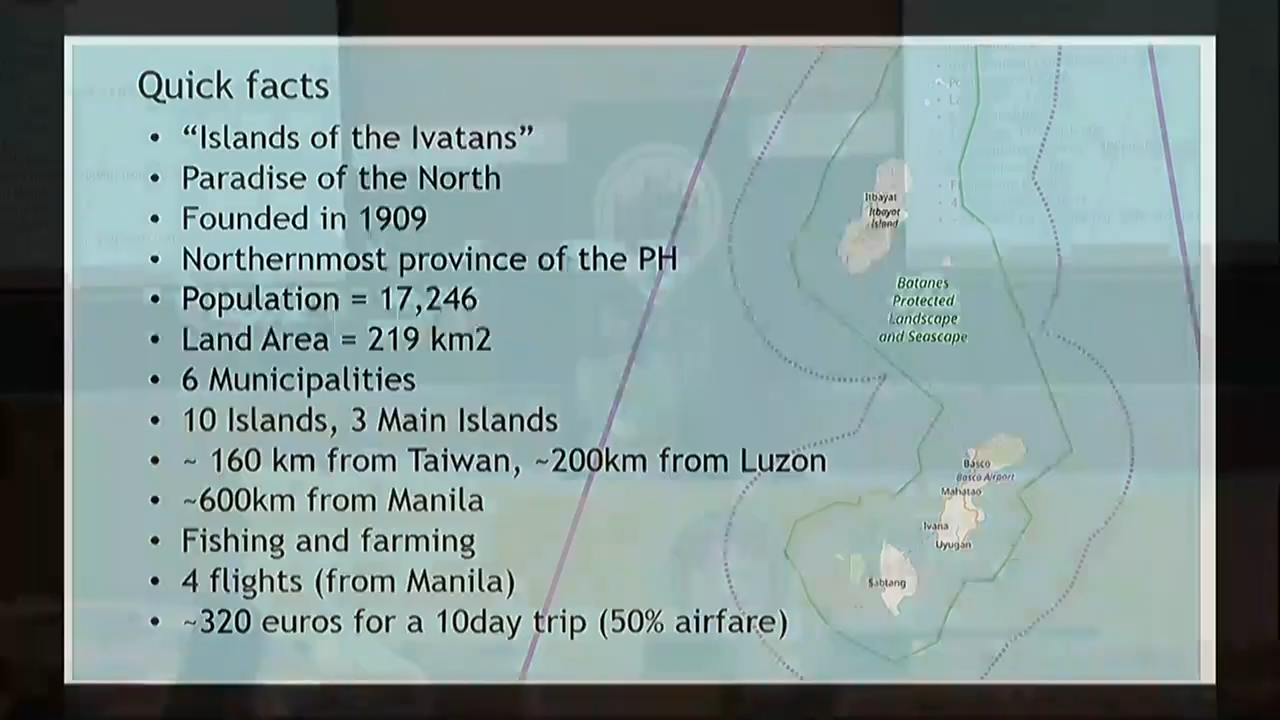 Quick facts
• “Islands of the Ivatans”
• Paradise of the North
• Founded in 1909
• Northernmost province of the PH
• Population = 17,246
• Land Area = 219 km2
• 6 Municipalities
• 10 Islands, 3 Main Islands
• ~ 160 km from Taiwan, ~200km from Luzon
• ~600km from Manila
• Fishing and farming
• 4 flights (from Manila)
• ~320 euros for a 10day trip (50% airfare)
Itbayat
Itbayat
Island
Batanes
Protected
Landscape
and Seascape
Basco
Basco Airport
Mahatao
Ivana
Uyugan
Sabtang